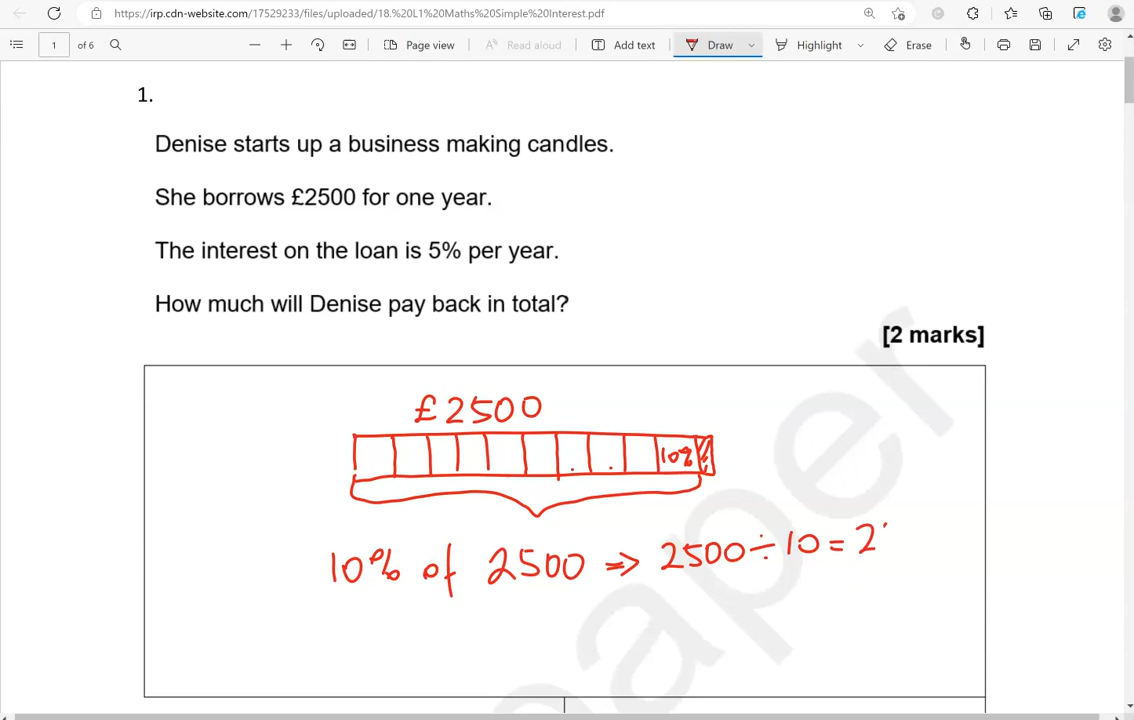 https://irp.cdn-website.com/17529233/files/uploaded/18.%20L1%20Maths%20Simple%20Interest.pdf
1 of 6 Page view Read aloud Add text Draw Highlight Erase
1.
Denise starts up a business making candles.
She borrows £2500 for one year.
The interest on the loan is 5% per year.
How much will Denise pay back in total?
[2 marks]
£2500
10%
10% of 2500 => 2500 ÷ 10 = 2
aper